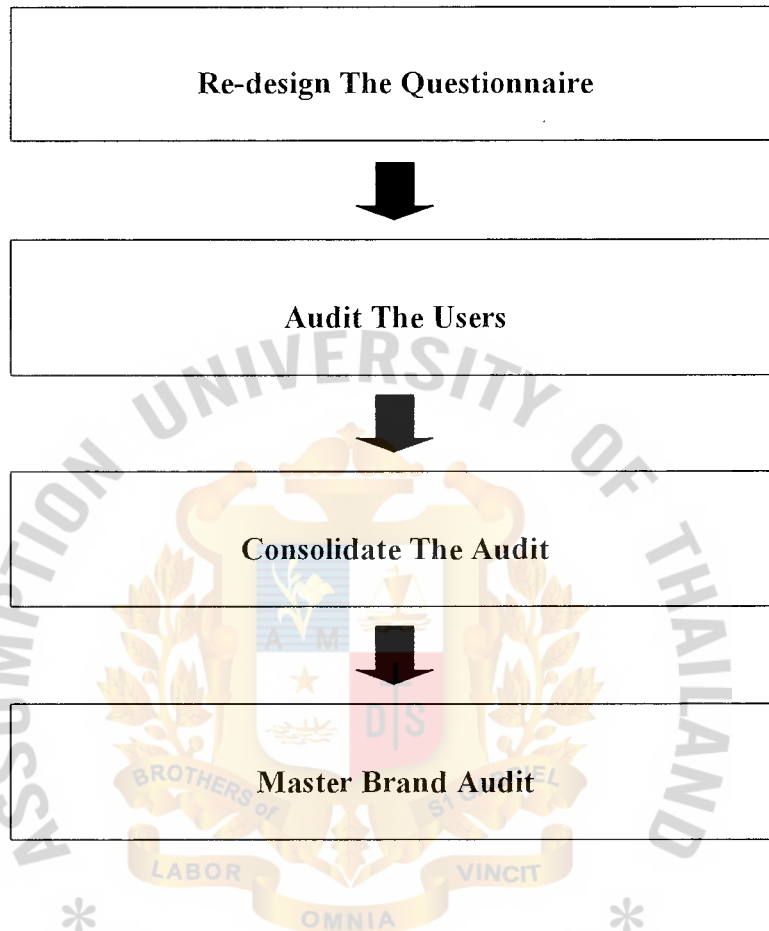 Re-design The Questionnaire
Audit The Users
UNIVERSITY OF THAILAND
Consolidate The Audit
A M
D S
Master Brand Audit
BROTHERS of ST GABRIEL
LABOR VINCIT
OMNIA